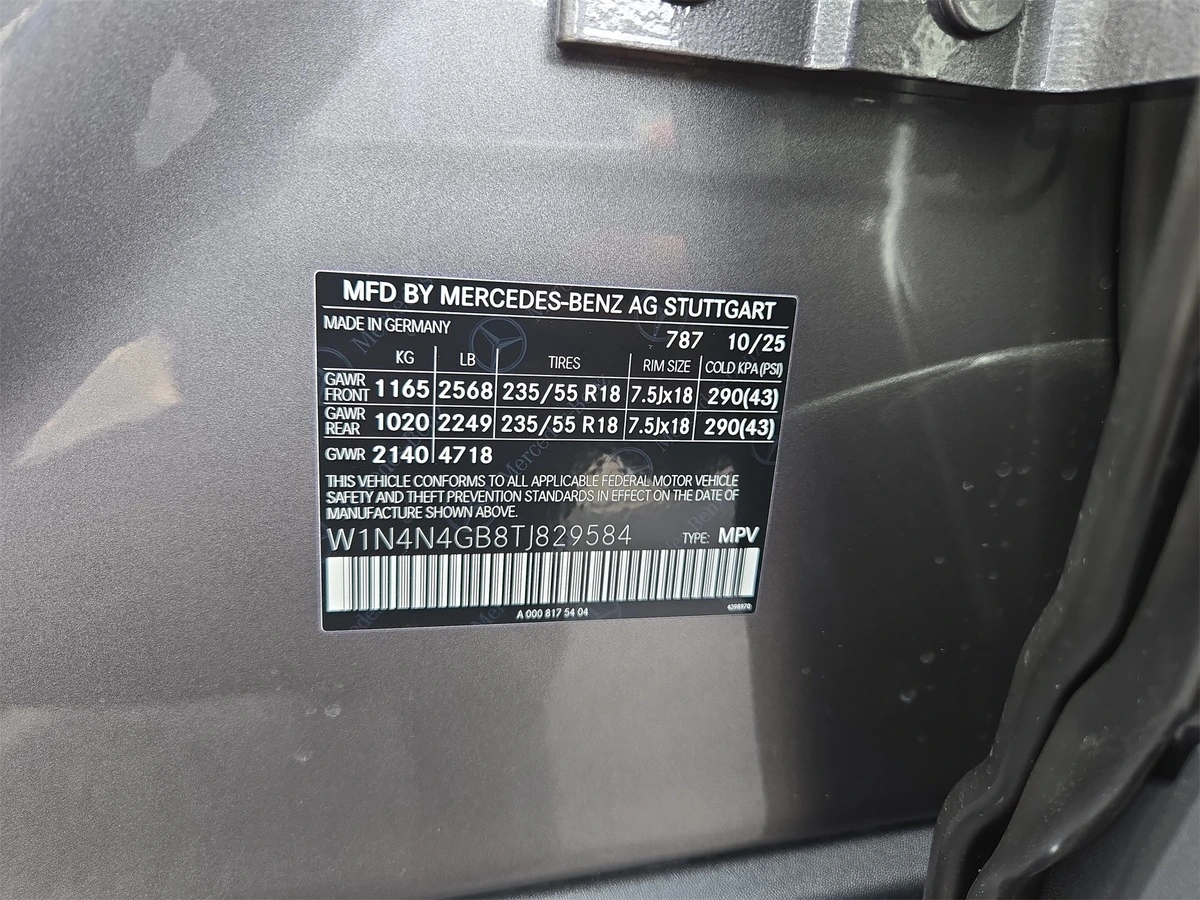 MFD BY MERCEDES-BENZ AG STUTTGART
MADE IN GERMANY
787 10/25
KG LB TIRES RIM SIZE COLD KPA (PSI)
GAWR FRONT 1165 2568 235/55 R18 7.5Jx18 290(43)
GAWR REAR 1020 2249 235/55 R18 7.5Jx18 290(43)
GVWR 2140 4718
THIS VEHICLE CONFORMS TO ALL APPLICABLE FEDERAL MOTOR VEHICLE
SAFETY AND THEFT PREVENTION STANDARDS IN EFFECT ON THE DATE OF
MANUFACTURE SHOWN ABOVE.
W1N4N4GB8TJ829584 TYPE: MPV
A 000 817 54 04
4398970